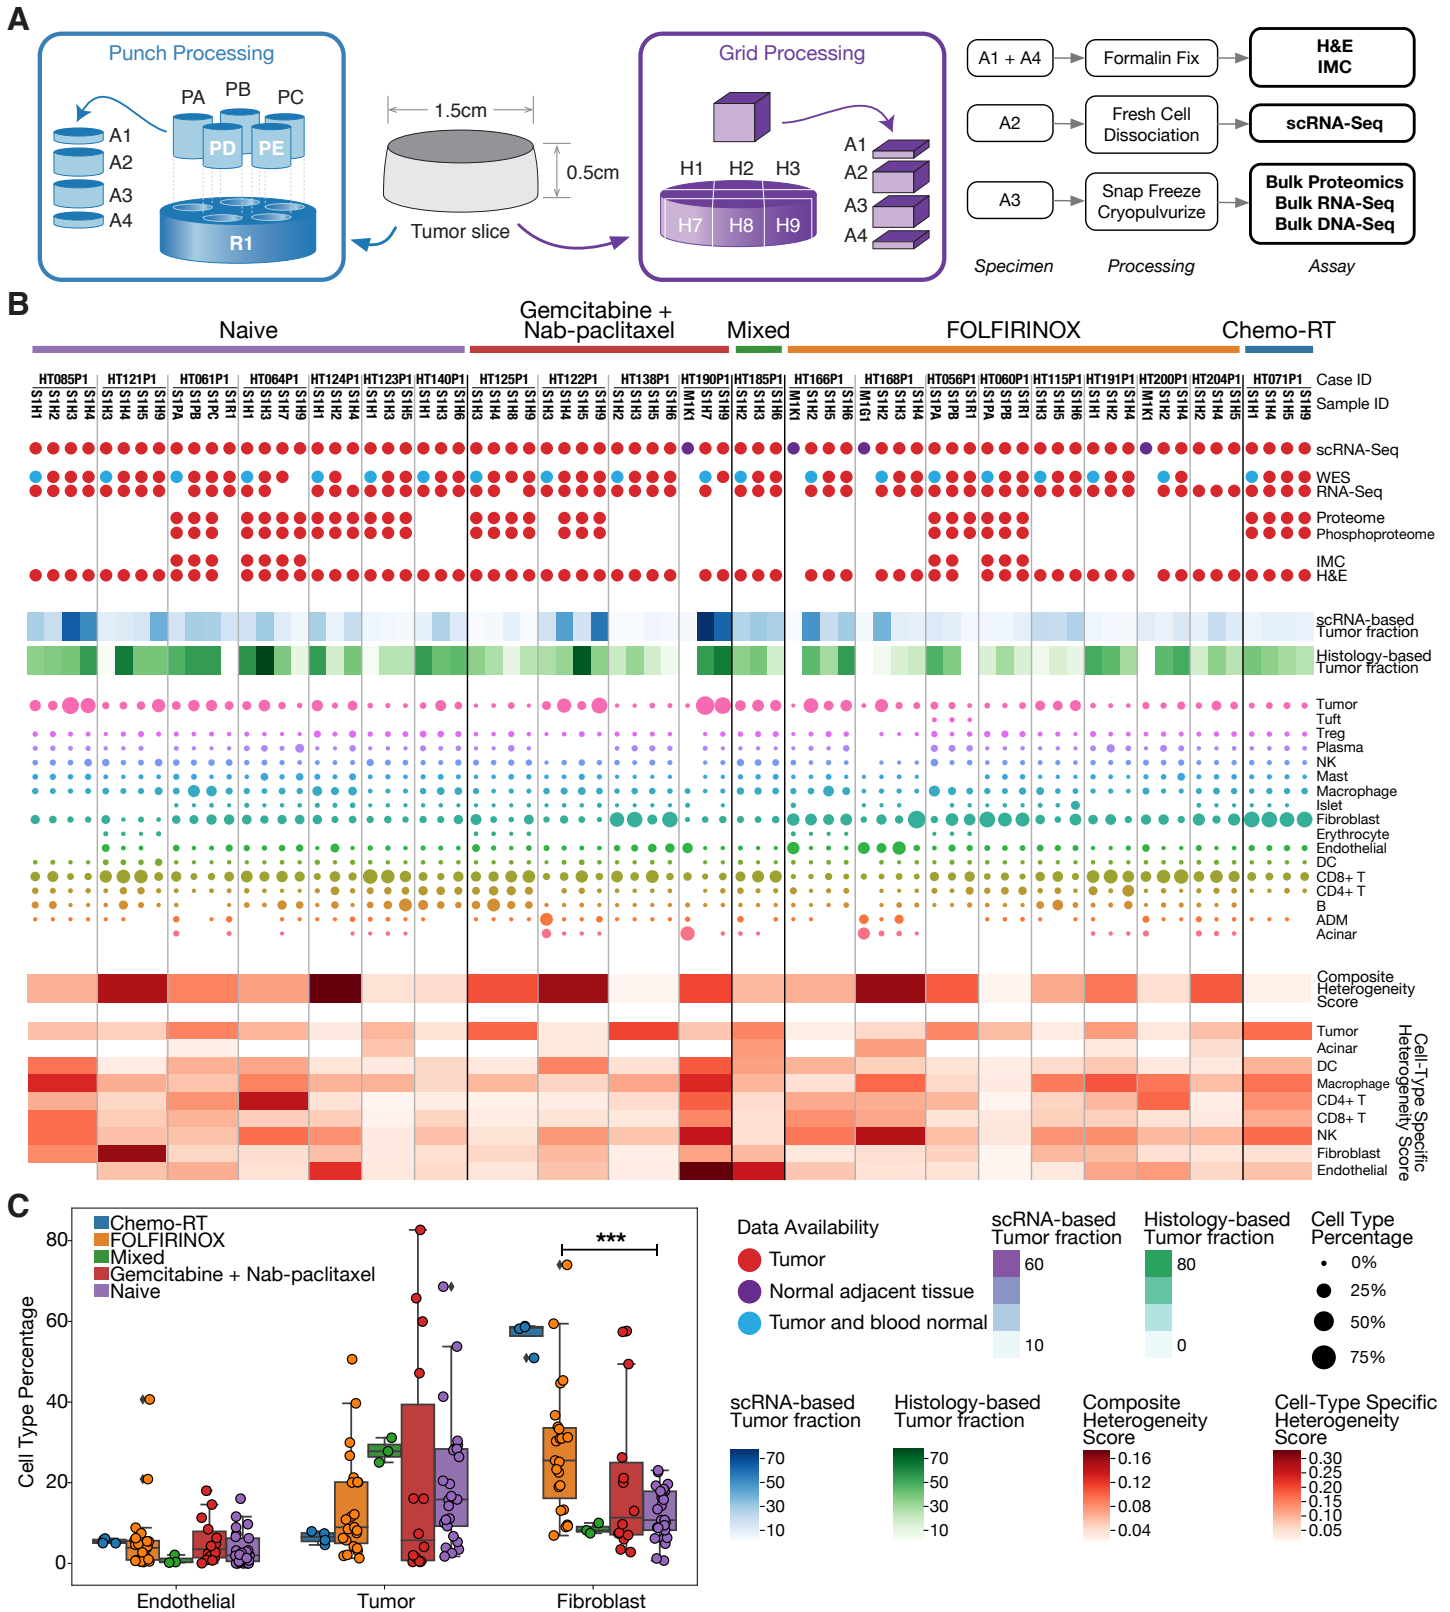 A
Punch Processing
PA PB PC
PD PE
A1
A2
A3
A4
R1
1.5cm
0.5cm
Tumor slice
Grid Processing
H1 H2 H3
H7 H8 H9
A1
A2
A3
A4
A1 + A4
Formalin Fix
H&E
IMC
A2
Fresh Cell
Dissociation
scRNA-Seq
A3
Snap Freeze
Cryopulvurize
Bulk Proteomics
Bulk RNA-Seq
Bulk DNA-Seq
Specimen Processing Assay
B
Naive
Gemcitabine +
Nab-paclitaxel
Mixed
FOLFIRINOX
Chemo-RT
HT085P1 HT121P1 HT061P1 HT064P1 HT124P1 HT123P1 HT140P1 HT125P1 HT122P1 HT138P1 HT190P1 HT185P1 HT166P1 HT168P1 HT056P1 HT060P1 HT115P1 HT191P1 HT200P1 HT204P1 HT071P1 Case ID
Sample ID
scRNA-Seq
WES
RNA-Seq
Proteome
Phosphoproteome
IMC
H&E
scRNA-based
Tumor fraction
Histology-based
Tumor fraction
Tumor
Tuft
Treg
Plasma
NK
Mast
Macrophage
Islet
Fibroblast
Erythrocyte
Endothelial
DC
CD8+ T
CD4+ T
B
ADM
Acinar
Composite
Heterogeneity
Score
Tumor
Acinar
DC
Macrophage
CD4+ T
CD8+ T
NK
Fibroblast
Endothelial
Cell-Type Specific
Heterogeneity Score
C
Chemo-RT
FOLFIRINOX
Mixed
Gemcitabine + Nab-paclitaxel
Naive
***
Cell Type Percentage
80
60
40
20
0
Endothelial Tumor Fibroblast
Data Availability
Tumor
Normal adjacent tissue
Tumor and blood normal
scRNA-based
Tumor fraction
60
10
Histology-based
Tumor fraction
80
0
Cell Type
Percentage
0%
25%
50%
75%
scRNA-based
Tumor fraction
70
50
30
10
Histology-based
Tumor fraction
70
50
30
10
Composite
Heterogeneity
Score
0.16
0.12
0.08
0.04
Cell-Type Specific
Heterogeneity
Score
0.30
0.25
0.20
0.15
0.10
0.05